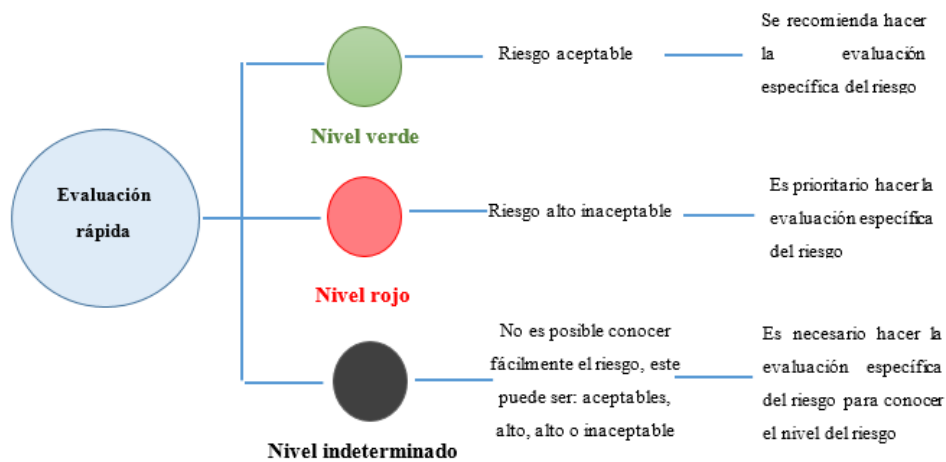 Evaluación
rápida
Nivel verde
Riesgo aceptable
Se recomienda hacer
la evaluación
específica del riesgo
Nivel rojo
Riesgo alto inaceptable
Es prioritario hacer la
evaluación específica
del riesgo
Nivel indeterminado
No es posible conocer
fácilmente el riesgo, este
puede ser: aceptables,
alto, alto o inaceptable
Es necesario hacer la
evaluación específica
del riesgo para conocer
el nivel del riesgo